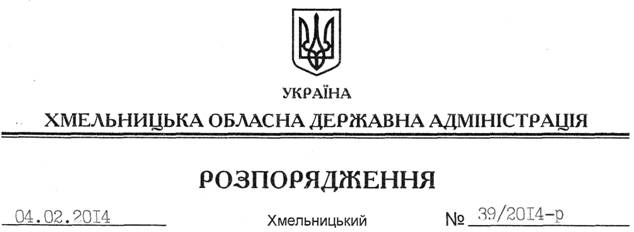 УКРАЇНА
ХМЕЛЬНИЦЬКА ОБЛАСНА ДЕРЖАВНА АДМІНІСТРАЦІЯ
РОЗПОРЯДЖЕННЯ
04.02.2014 Хмельницький № 39/2014-р